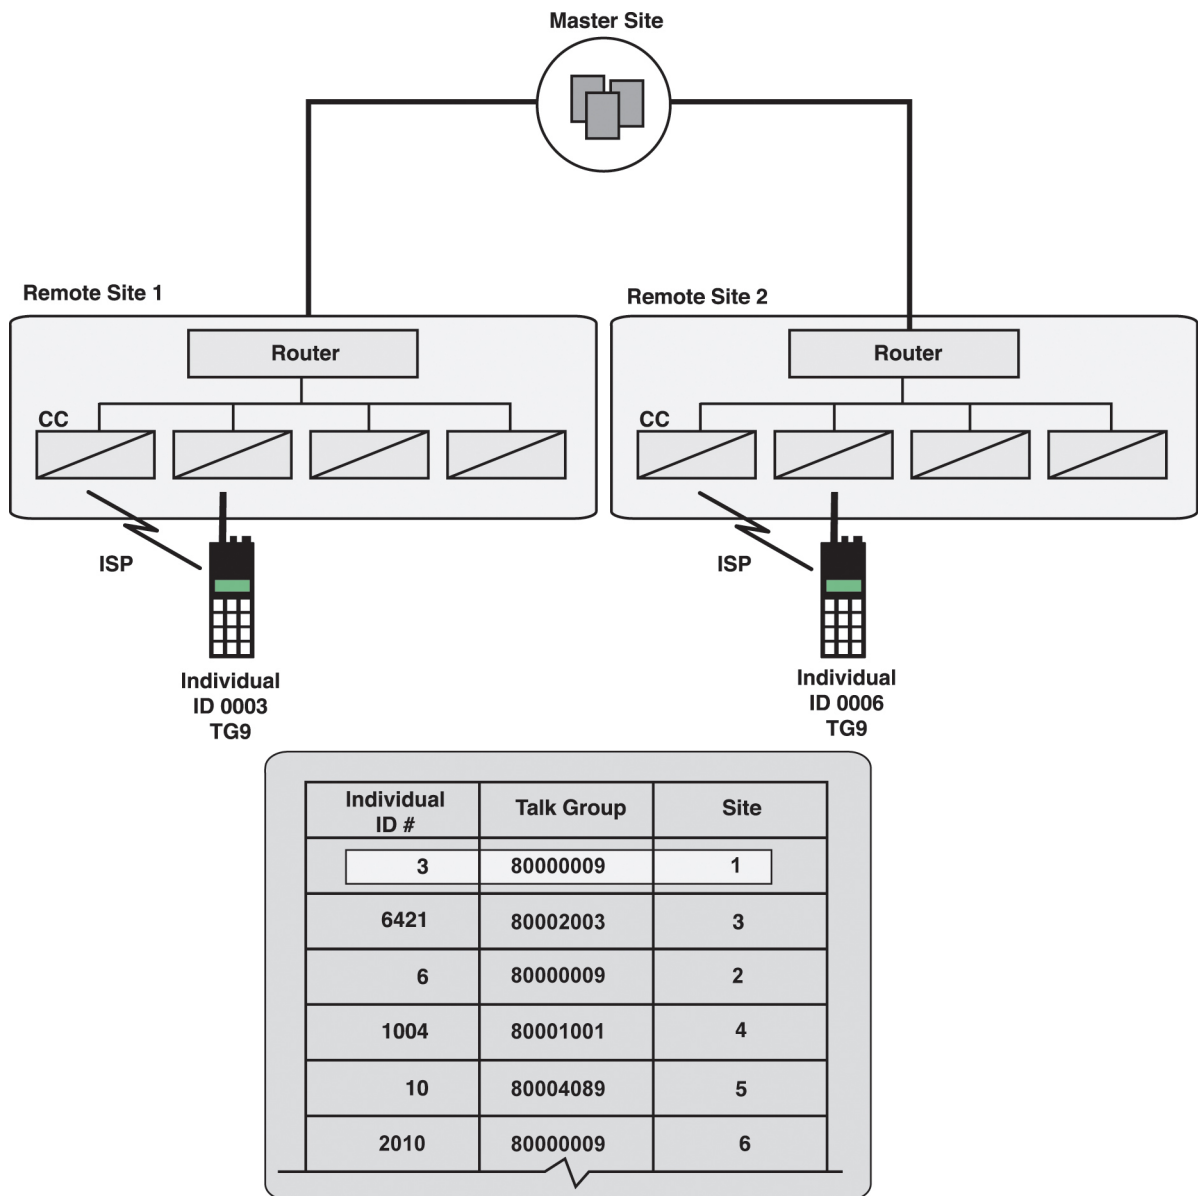 Master Site
Remote Site 1
Remote Site 2
Router
Router
CC
CC
ISP
ISP
Individual
ID 0003
TG9
Individual
ID 0006
TG9
Individual ID # Talk Group Site
3 80000009 1
6421 80002003 3
6 80000009 2
1004 80001001 4
10 80004089 5
2010 80000009 6